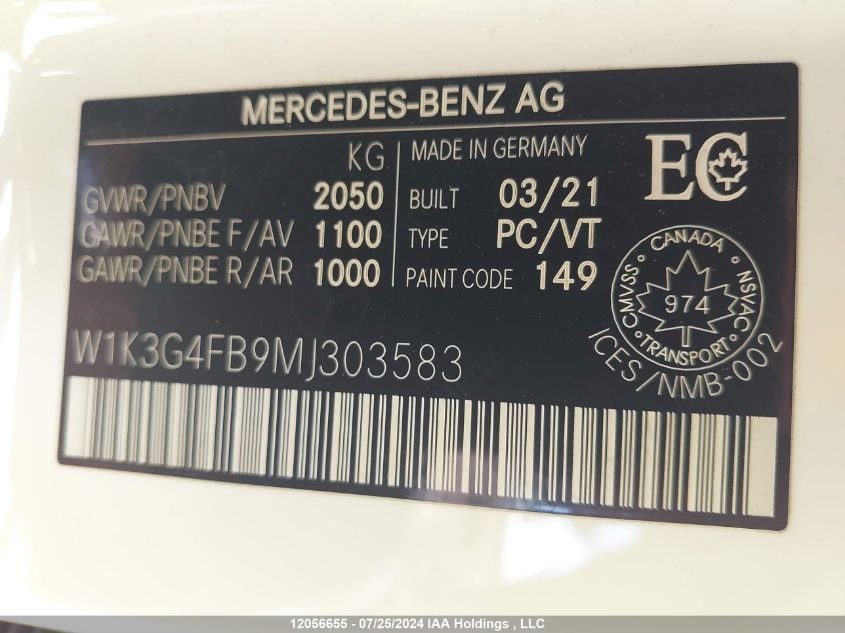 MERCEDES-BENZ AG
KG
GVWR/PNBV 2050
GAWR/PNBE F/AV 1100
GAWR/PNBE R/AR 1000
MADE IN GERMANY
BUILT 03/21
TYPE PC/VT
PAINT CODE 149
EC
CANADA
CMVSS 974 NSVAC
TRANSPORT
ICES/NMB-002
W1K3G4FB9MJ303583
12056655 - 07/25/2024 IAA Holdings , LLC